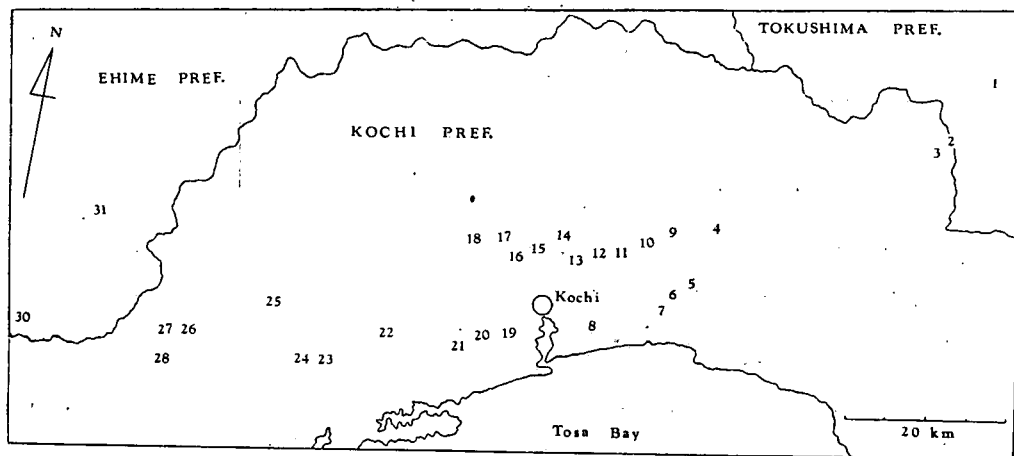 TOKUSHIMA PREF.
N
EHIME PREF.
1
KOCHI PREF.
2
3
31
18 17 14 9 4
16 15 13 12 11 10
5
25 Kochi 6
30 7
27 26 22 20 19 8
21
28 24 23
Tosa Bay
20 km